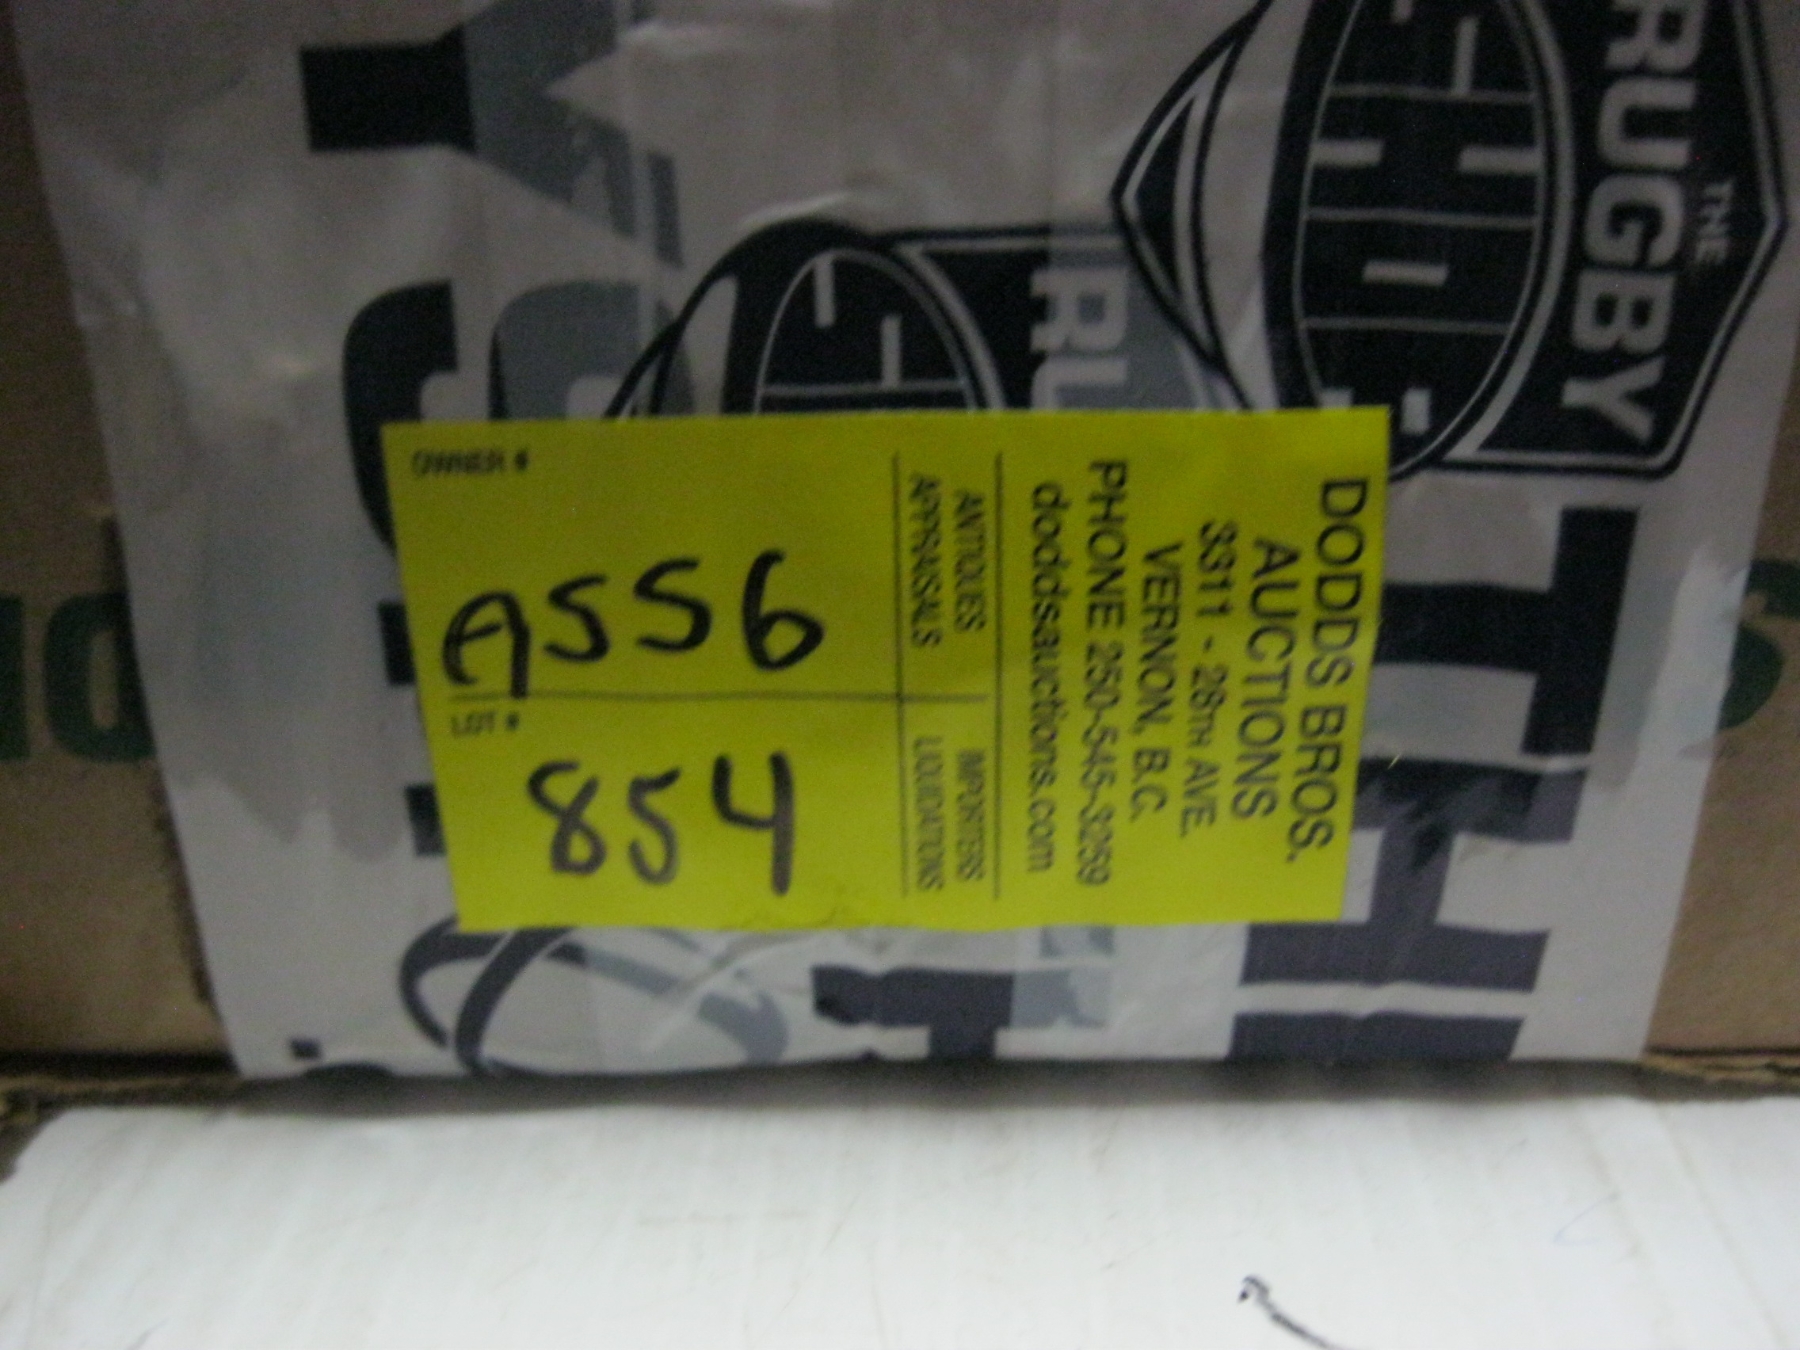 OWNER #
A556
LOT #
854
ANTIQUES
APPRAISALS
IMPORTERS
LIQUIDATIONS
DODDS BROS.
AUCTIONS
3311 - 28TH AVE.
VERNON, B.C.
PHONE 250-545-3259
doddsauctions.com
THE
RUGBY